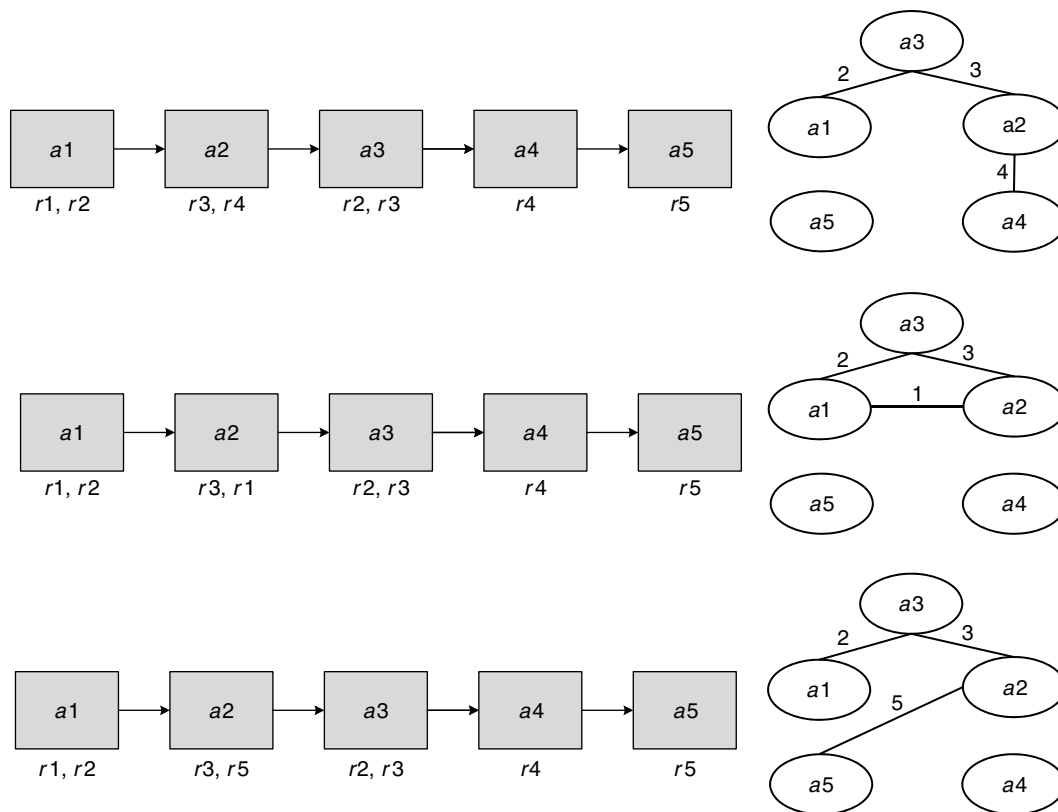 a3
2 3
a1 a2 a3 a4 a5 a1 a2
4
r1, r2 r3, r4 r2, r3 r4 r5
a5 a4
a3
2 3
1
a1 a2 a3 a4 a5 a1 a2
r1, r2 r3, r1 r2, r3 r4 r5
a5 a4
a3
2 3
a1 a2 a3 a4 a5 a1 a2
5
r1, r2 r3, r5 r2, r3 r4 r5
a5 a4